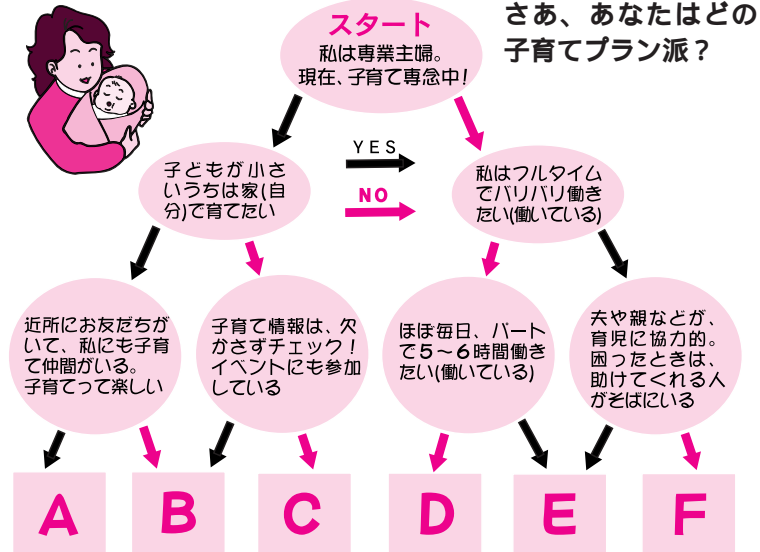 さあ、あなたはどの
子育てプラン派？
スタート
私は専業主婦。
現在、子育て専念中！
YES
NO
子どもが小さ
いうちは家(自
分)で育てたい
私はフルタイム
でバリバリ働き
たい(働いている)
近所にお友だちが
いて、私にも子育
て仲間がいる。
子育てって楽しい
子育て情報は、欠
かさずチェック！
イベントにも参加
している
ほぼ毎日、パート
で５～６時間働き
たい(働いている)
夫や親などが、
育児に協力的。
困ったときは、
助けてくれる人
がそばにいる
A
B
C
D
E
F